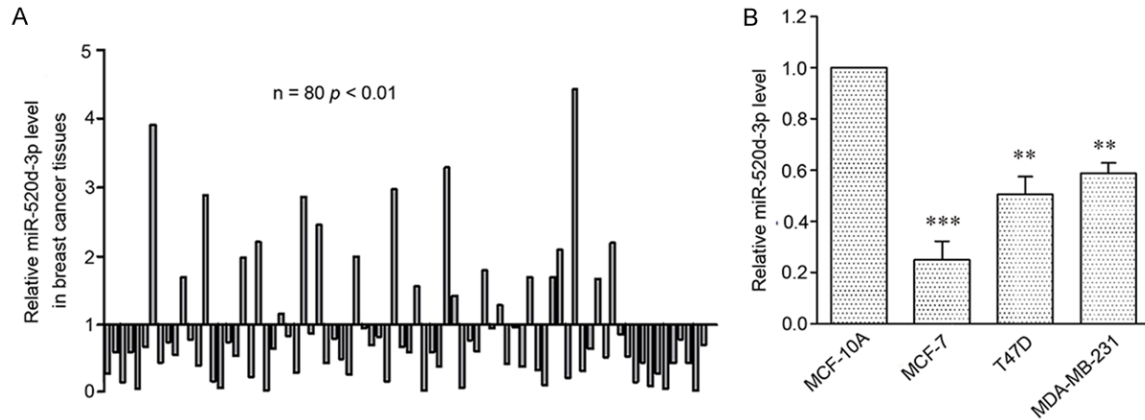 A
Relative miR-520d-3p level
in breast cancer tissues
5
4
3
2
1
0
n = 80 p < 0.01
B
Relative miR-520d-3p level
1.2
1.0
0.8
0.6
0.4
0.2
0.0
***
**
**
MCF-10A
MCF-7
T47D
MDA-MB-231